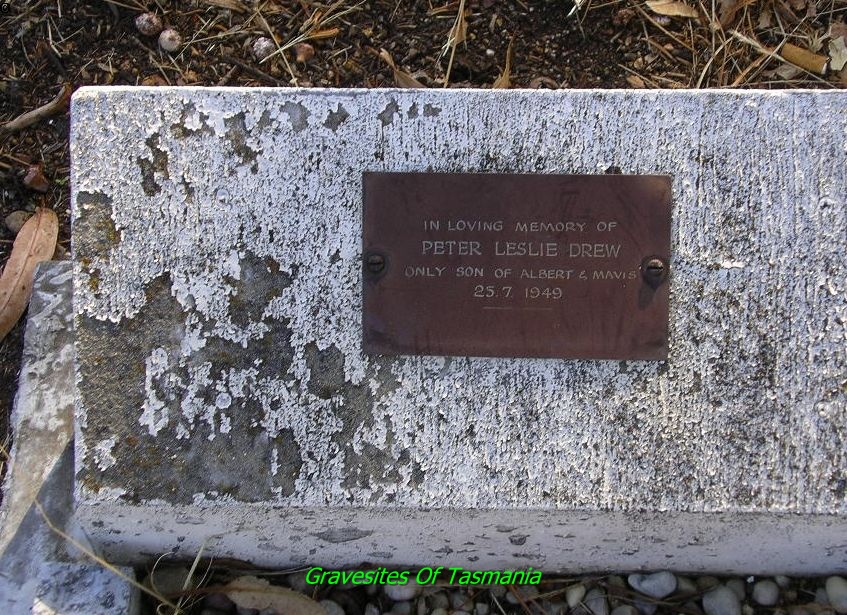 IN LOVING MEMORY OF
PETER LESLIE DREW
ONLY SON OF ALBERT & MAVIS
25.7.1949
Gravesites Of Tasmania